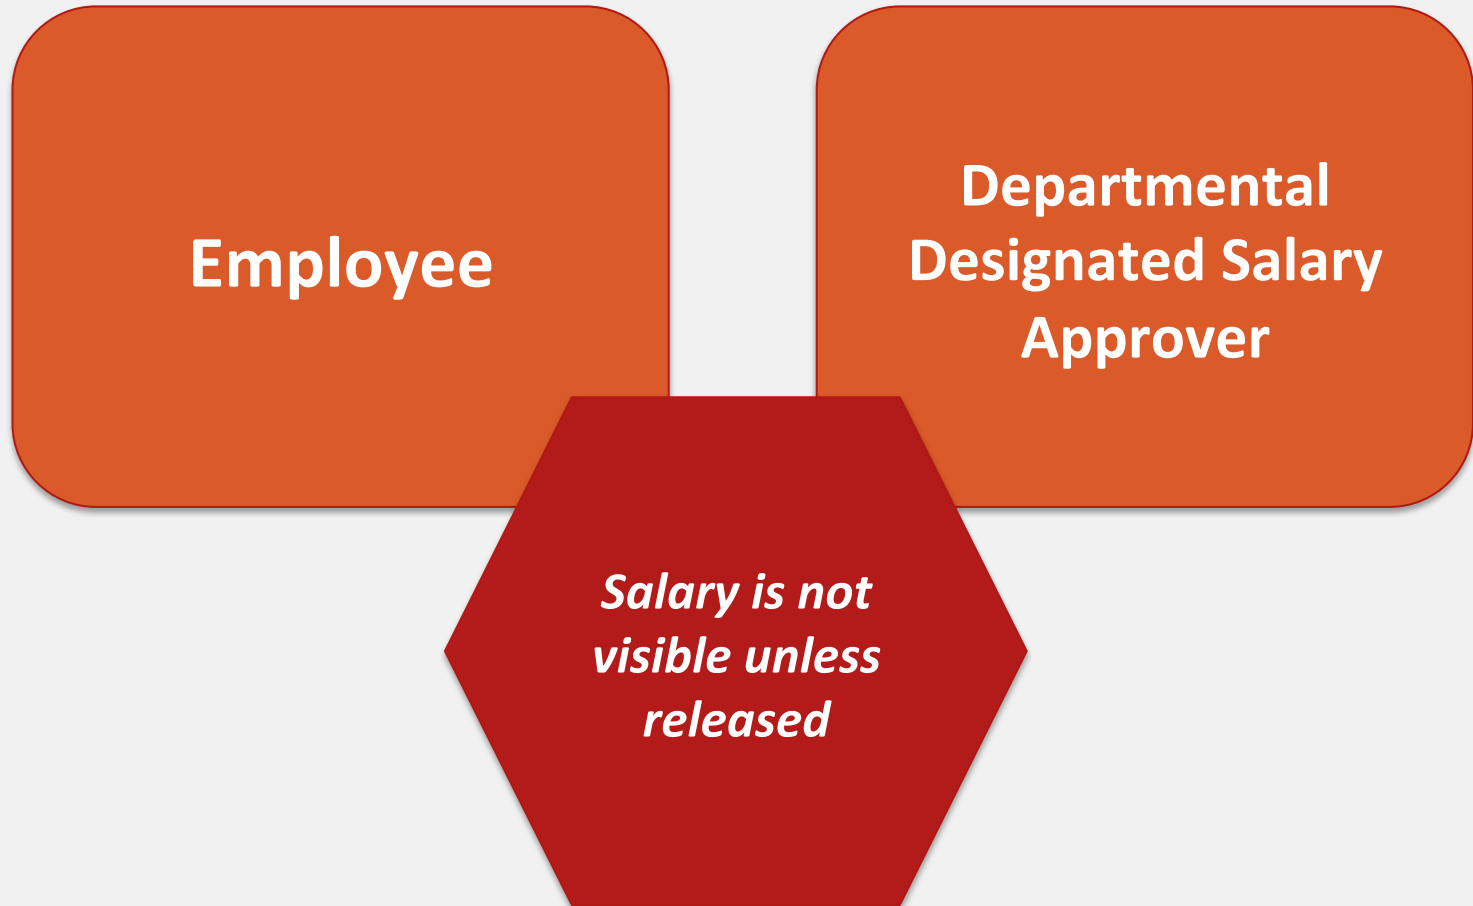 Employee
Departmental
Designated Salary
Approver
Salary is not
visible unless
released